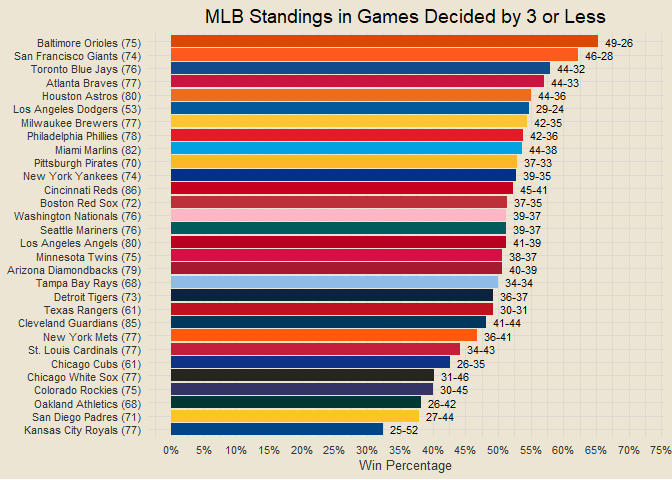 MLB Standings in Games Decided by 3 or Less
Baltimore Orioles (75) 49-26
San Francisco Giants (74) 46-28
Toronto Blue Jays (76) 44-32
Atlanta Braves (77) 44-33
Houston Astros (80) 44-36
Los Angeles Dodgers (53) 29-24
Milwaukee Brewers (77) 42-35
Philadelphia Phillies (78) 42-36
Miami Marlins (82) 44-38
Pittsburgh Pirates (70) 37-33
New York Yankees (74) 39-35
Cincinnati Reds (86) 45-41
Boston Red Sox (72) 37-35
Washington Nationals (76) 39-37
Seattle Mariners (76) 39-37
Los Angeles Angels (80) 41-39
Minnesota Twins (75) 38-37
Arizona Diamondbacks (79) 40-39
Tampa Bay Rays (68) 34-34
Detroit Tigers (73) 36-37
Texas Rangers (61) 30-31
Cleveland Guardians (85) 41-44
New York Mets (77) 36-41
St. Louis Cardinals (77) 34-43
Chicago Cubs (61) 26-35
Chicago White Sox (77) 31-46
Colorado Rockies (75) 30-45
Oakland Athletics (68) 26-42
San Diego Padres (71) 27-44
Kansas City Royals (77) 25-52
0% 5% 10% 15% 20% 25% 30% 35% 40% 45% 50% 55% 60% 65% 70% 75%
Win Percentage